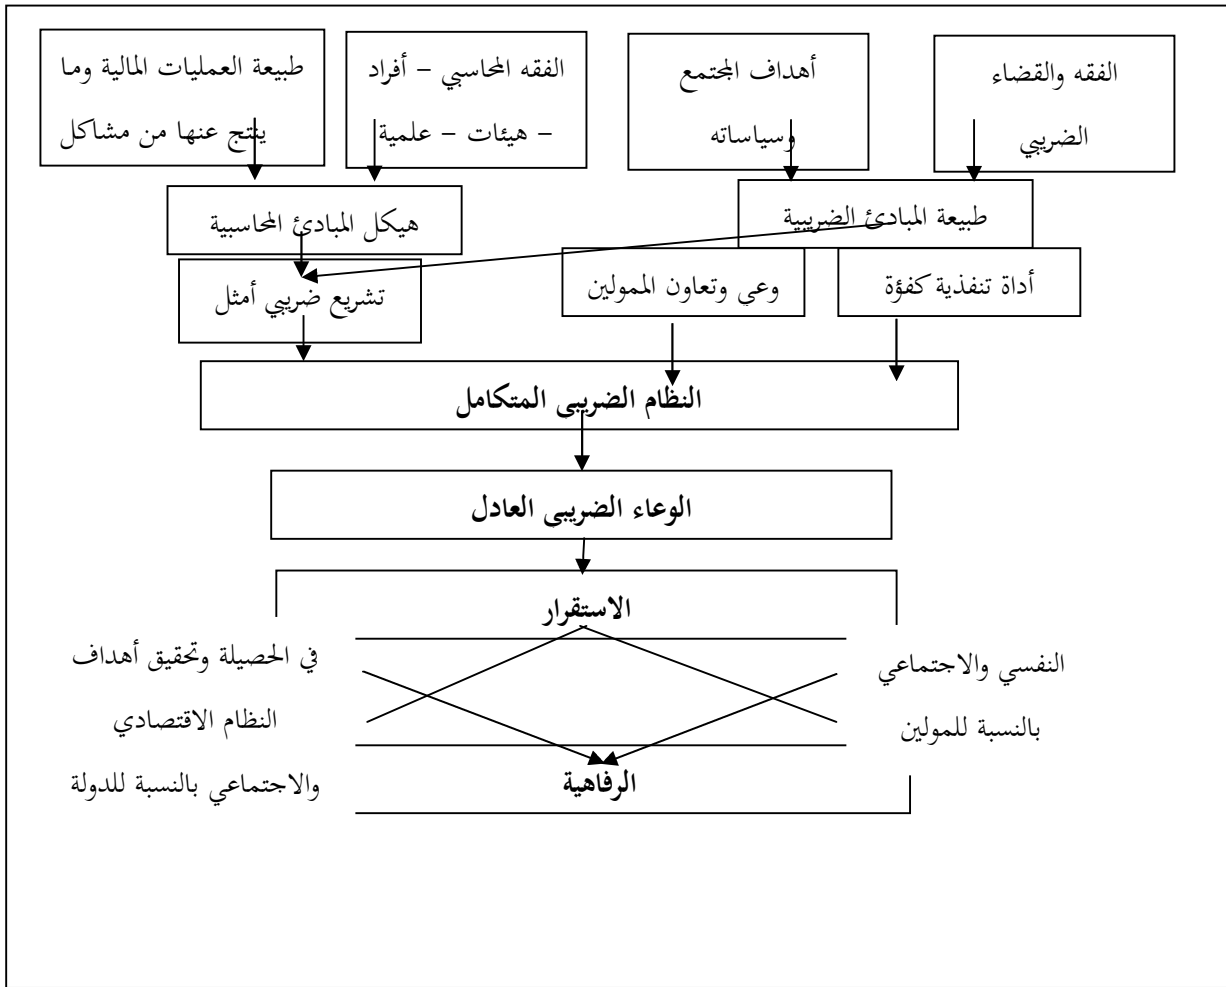 الفقه والقضاء
الضريبي
أهداف المجتمع
وسياساته
الفقه المحاسبي – أفراد
– هيئات – علمية
طبيعة العمليات المالية وما
ينتج عنها من مشاكل
طبيعة المبادئ الضريبية
هيكل المبادئ المحاسبية
أداة تنفذية كفؤة
وعي وتعاون الممولين
تشريع ضريبي أمثل
النظام الضريبى المتكامل
الوعاء الضريبى العادل
الاستقرار
النفسي والاجتماعي
بالنسبة للمولين
في الحصيلة وتحقيق أهداف
النظام الاقتصادي
والاجتماعي بالنسبة للدولة
الرفاهية